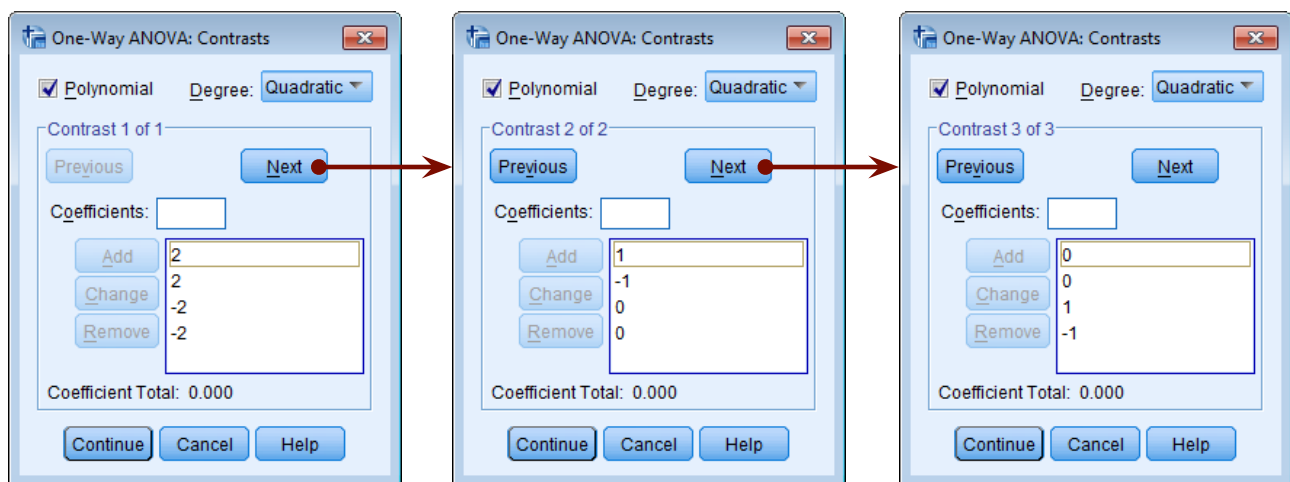 One-Way ANOVA: Contrasts
Polynomial Degree: Quadratic
Contrast 1 of 1
Previous Next
Coefficients:
Add 2
2
Change -2
Remove -2
Coefficient Total: 0.000
Continue Cancel Help
One-Way ANOVA: Contrasts
Polynomial Degree: Quadratic
Contrast 2 of 2
Previous Next
Coefficients:
Add 1
-1
Change 0
Remove 0
Coefficient Total: 0.000
Continue Cancel Help
One-Way ANOVA: Contrasts
Polynomial Degree: Quadratic
Contrast 3 of 3
Previous Next
Coefficients:
Add 0
0
Change 1
Remove -1
Coefficient Total: 0.000
Continue Cancel Help